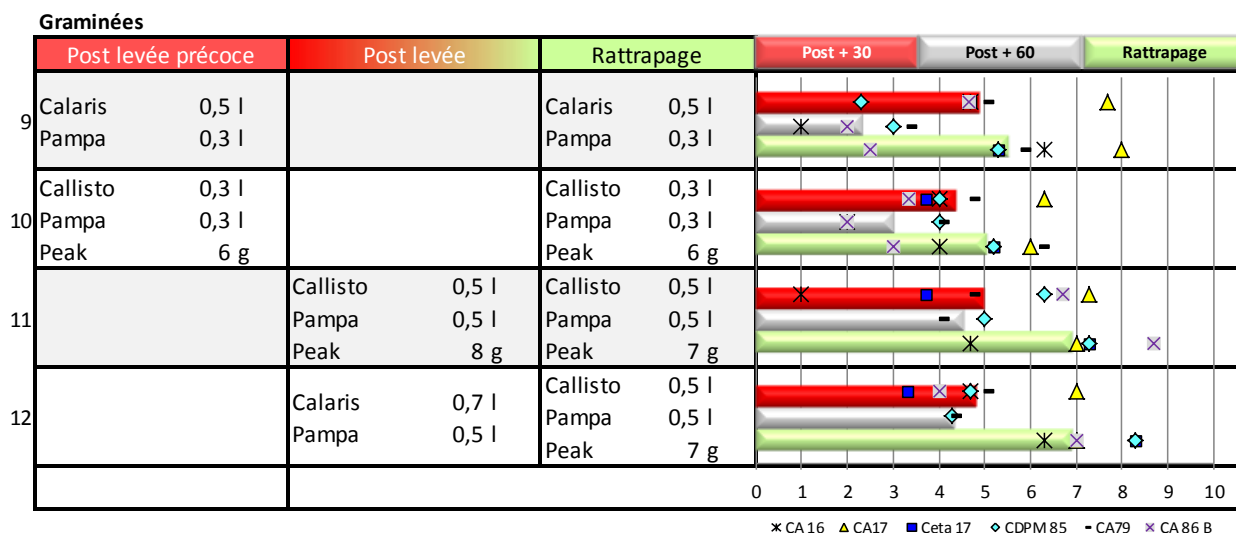 Graminées
Post levée précoce Post levée Rattrapage Post + 30 Post + 60 Rattrapage
9
Calaris 0,5 l Calaris 0,5 l
Pampa 0,3 l Pampa 0,3 l
10
Callisto 0,3 l Callisto 0,3 l
Pampa 0,3 l Pampa 0,3 l
Peak 6 g Peak 6 g
11
Callisto 0,5 l Callisto 0,5 l
Pampa 0,5 l Pampa 0,5 l
Peak 8 g Peak 7 g
12
Calaris 0,7 l Callisto 0,5 l
Pampa 0,5 l Pampa 0,5 l
Peak 7 g
0 1 2 3 4 5 6 7 8 9 10
CA 16 CA17 Ceta 17 CDPM 85 CA79 CA 86 B